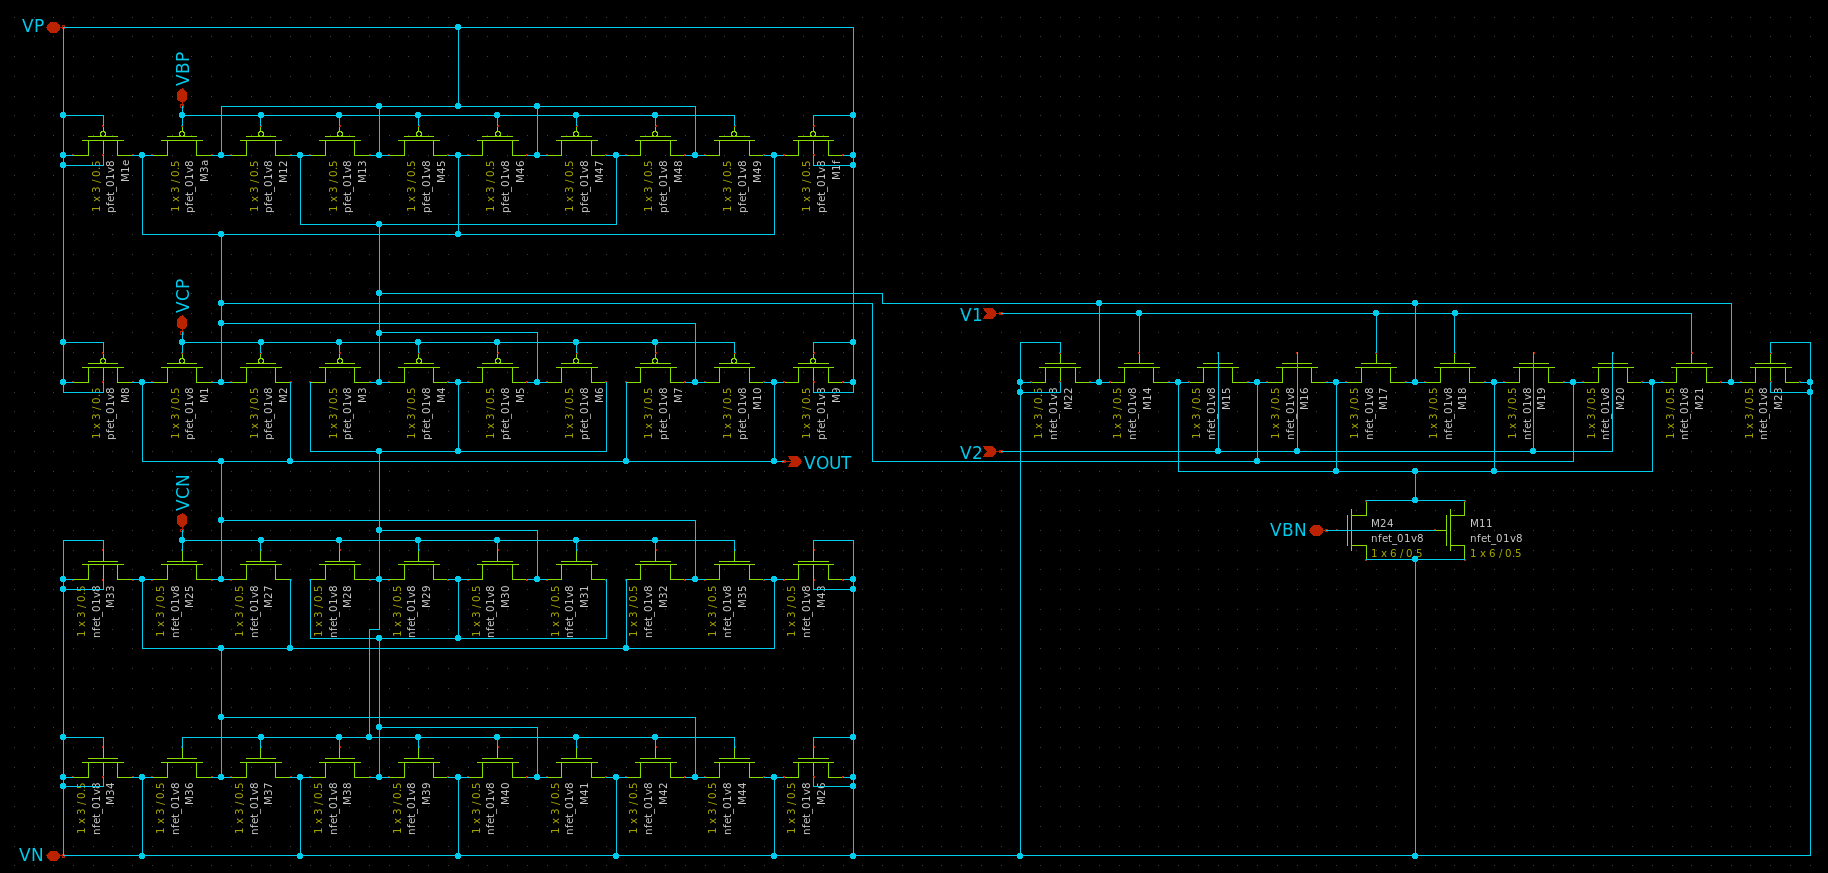 VP
VBP
1 x 3 / 0.5
pfet_01v8
M1e
1 x 3 / 0.5
pfet_01v8
M3a
1 x 3 / 0.5
pfet_01v8
M12
1 x 3 / 0.5
pfet_01v8
M13
1 x 3 / 0.5
pfet_01v8
M45
1 x 3 / 0.5
pfet_01v8
M46
1 x 3 / 0.5
pfet_01v8
M47
1 x 3 / 0.5
pfet_01v8
M48
1 x 3 / 0.5
pfet_01v8
M49
1 x 3 / 0.5
pfet_01v8
M1f
VCP
1 x 3 / 0.5
pfet_01v8
M8
1 x 3 / 0.5
pfet_01v8
M1
1 x 3 / 0.5
pfet_01v8
M2
1 x 3 / 0.5
pfet_01v8
M3
1 x 3 / 0.5
pfet_01v8
M4
1 x 3 / 0.5
pfet_01v8
M5
1 x 3 / 0.5
pfet_01v8
M6
1 x 3 / 0.5
pfet_01v8
M7
1 x 3 / 0.5
pfet_01v8
M10
1 x 3 / 0.5
pfet_01v8
M9
VOUT
V1
1 x 3 / 0.5
nfet_01v8
M22
1 x 3 / 0.5
nfet_01v8
M14
1 x 3 / 0.5
nfet_01v8
M15
1 x 3 / 0.5
nfet_01v8
M16
1 x 3 / 0.5
nfet_01v8
M17
1 x 3 / 0.5
nfet_01v8
M18
1 x 3 / 0.5
nfet_01v8
M19
1 x 3 / 0.5
nfet_01v8
M20
1 x 3 / 0.5
nfet_01v8
M21
1 x 3 / 0.5
nfet_01v8
M23
V2
VBN
M24
nfet_01v8
1 x 6 / 0.5
M11
nfet_01v8
1 x 6 / 0.5
VCN
1 x 3 / 0.5
nfet_01v8
M33
1 x 3 / 0.5
nfet_01v8
M25
1 x 3 / 0.5
nfet_01v8
M27
1 x 3 / 0.5
nfet_01v8
M28
1 x 3 / 0.5
nfet_01v8
M29
1 x 3 / 0.5
nfet_01v8
M30
1 x 3 / 0.5
nfet_01v8
M31
1 x 3 / 0.5
nfet_01v8
M32
1 x 3 / 0.5
nfet_01v8
M35
1 x 3 / 0.5
nfet_01v8
M43
1 x 3 / 0.5
nfet_01v8
M34
1 x 3 / 0.5
nfet_01v8
M36
1 x 3 / 0.5
nfet_01v8
M37
1 x 3 / 0.5
nfet_01v8
M38
1 x 3 / 0.5
nfet_01v8
M39
1 x 3 / 0.5
nfet_01v8
M40
1 x 3 / 0.5
nfet_01v8
M41
1 x 3 / 0.5
nfet_01v8
M42
1 x 3 / 0.5
nfet_01v8
M44
1 x 3 / 0.5
nfet_01v8
M26
VN